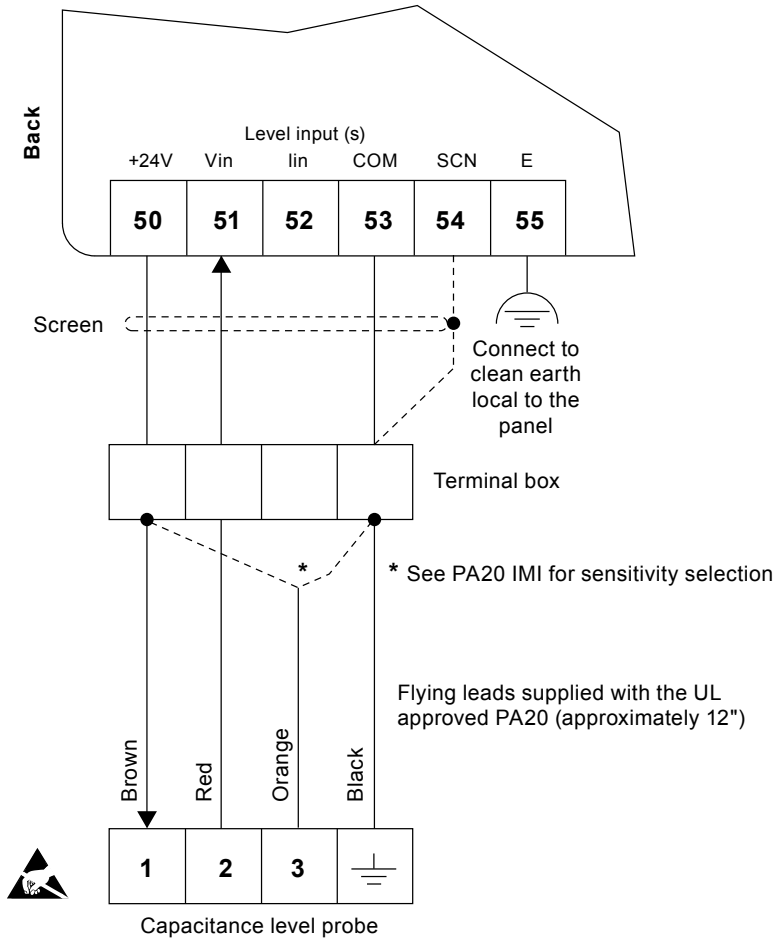 Back
Level input (s)
+24V Vin Iin COM SCN E
50 51 52 53 54 55
Screen
Connect to
clean earth
local to the
panel
Terminal box
*
* See PA20 IMI for sensitivity selection
Flying leads supplied with the UL
approved PA20 (approximately 12")
Brown
Red
Orange
Black
1 2 3
Capacitance level probe